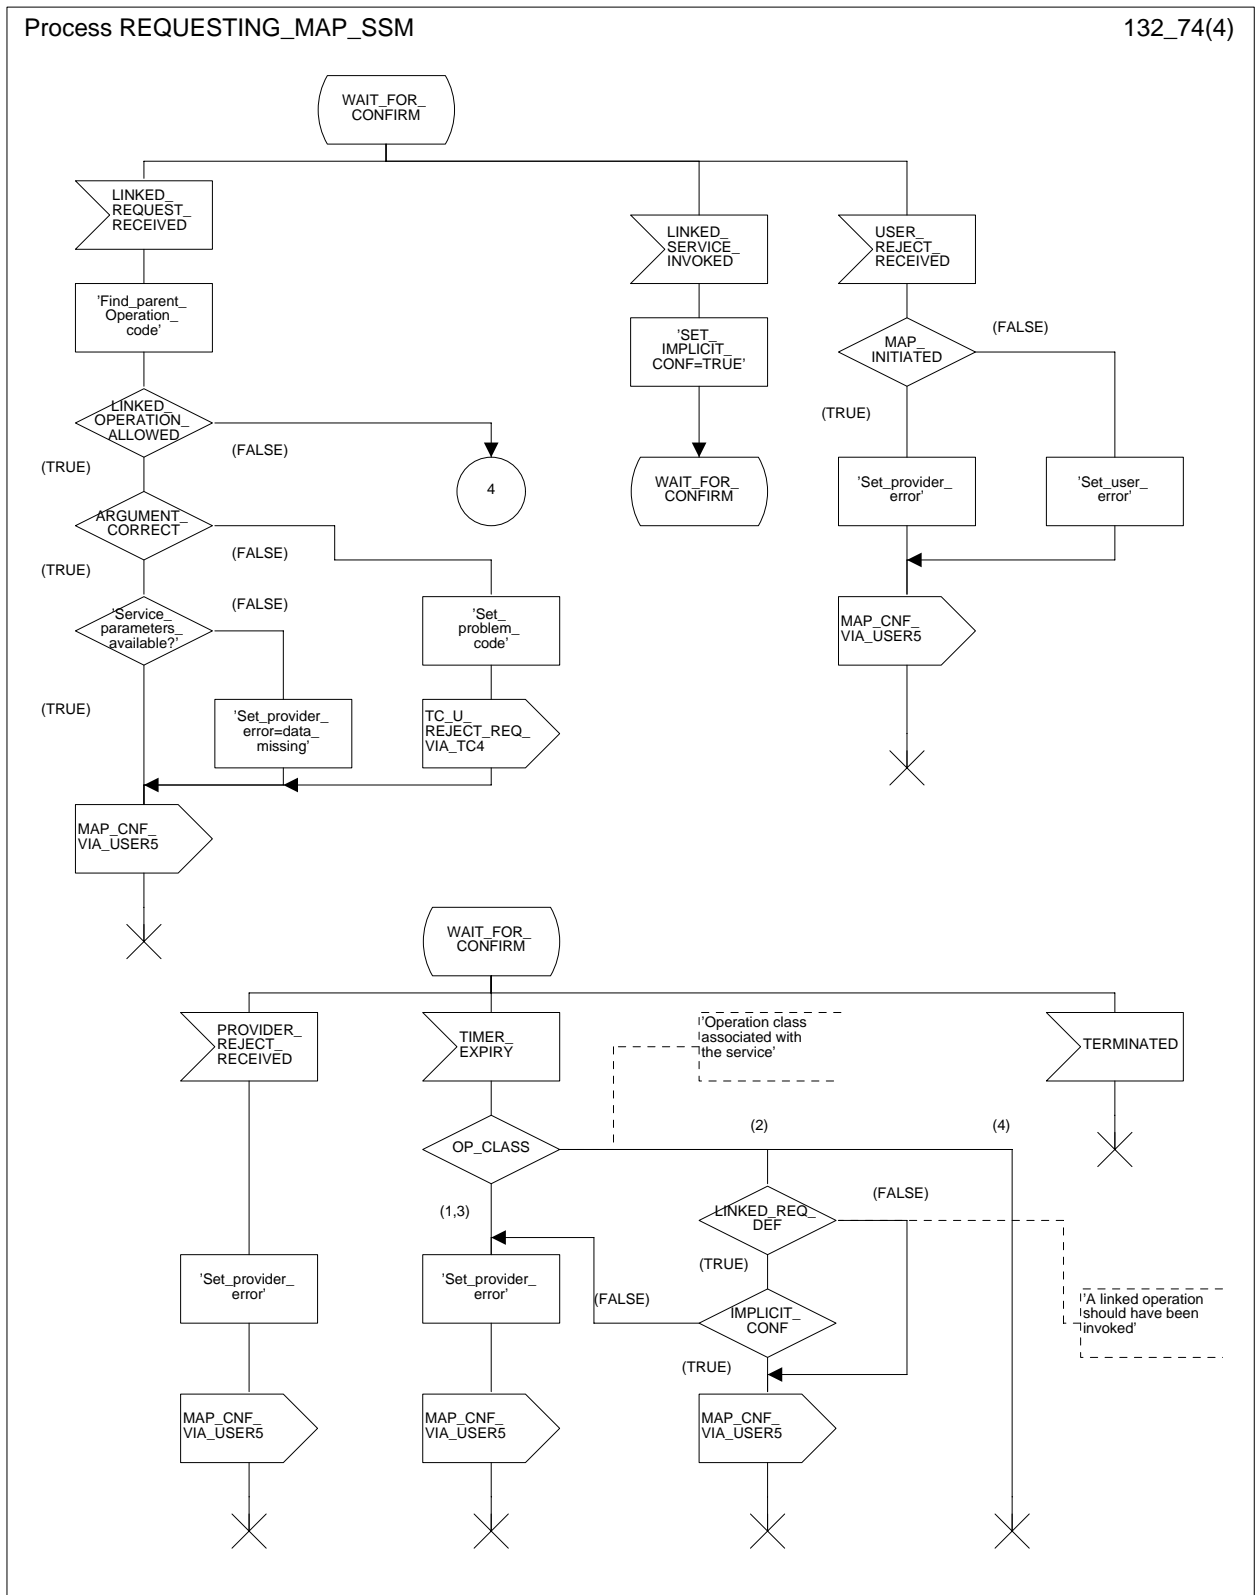 Process REQUESTING_MAP_SSM
132_74(4)
WAIT_FOR_
CONFIRM
LINKED_
REQUEST_
RECEIVED
LINKED_
SERVICE_
INVOKED
USER_
REJECT_
RECEIVED
'Find_parent_
Operation_
code'
'SET_
IMPLICIT_
CONF=TRUE'
MAP_
INITIATED
(FALSE)
(TRUE)
LINKED_
OPERATION_
ALLOWED
(FALSE)
(TRUE)
4
WAIT_FOR_
CONFIRM
'Set_provider_
error'
'Set_user_
error'
ARGUMENT_
CORRECT
(FALSE)
(TRUE)
'Service_
parameters_
available?'
(FALSE)
(TRUE)
'Set_
problem_
code'
MAP_CNF_
VIA_USER5
'Set_provider_
error=data_
missing'
TC_U_
REJECT_REQ_
VIA_TC4
MAP_CNF_
VIA_USER5
WAIT_FOR_
CONFIRM
PROVIDER_
REJECT_
RECEIVED
TIMER_
EXPIRY
'Operation class
associated with
the service'
TERMINATED
OP_CLASS
(2)
(4)
(1,3)
LINKED_REQ_
DEF
(FALSE)
(TRUE)
'Set_provider_
error'
'Set_provider_
error'
(FALSE)
IMPLICIT_
CONF
(TRUE)
'A linked operation
should have been
invoked'
MAP_CNF_
VIA_USER5
MAP_CNF_
VIA_USER5
MAP_CNF_
VIA_USER5